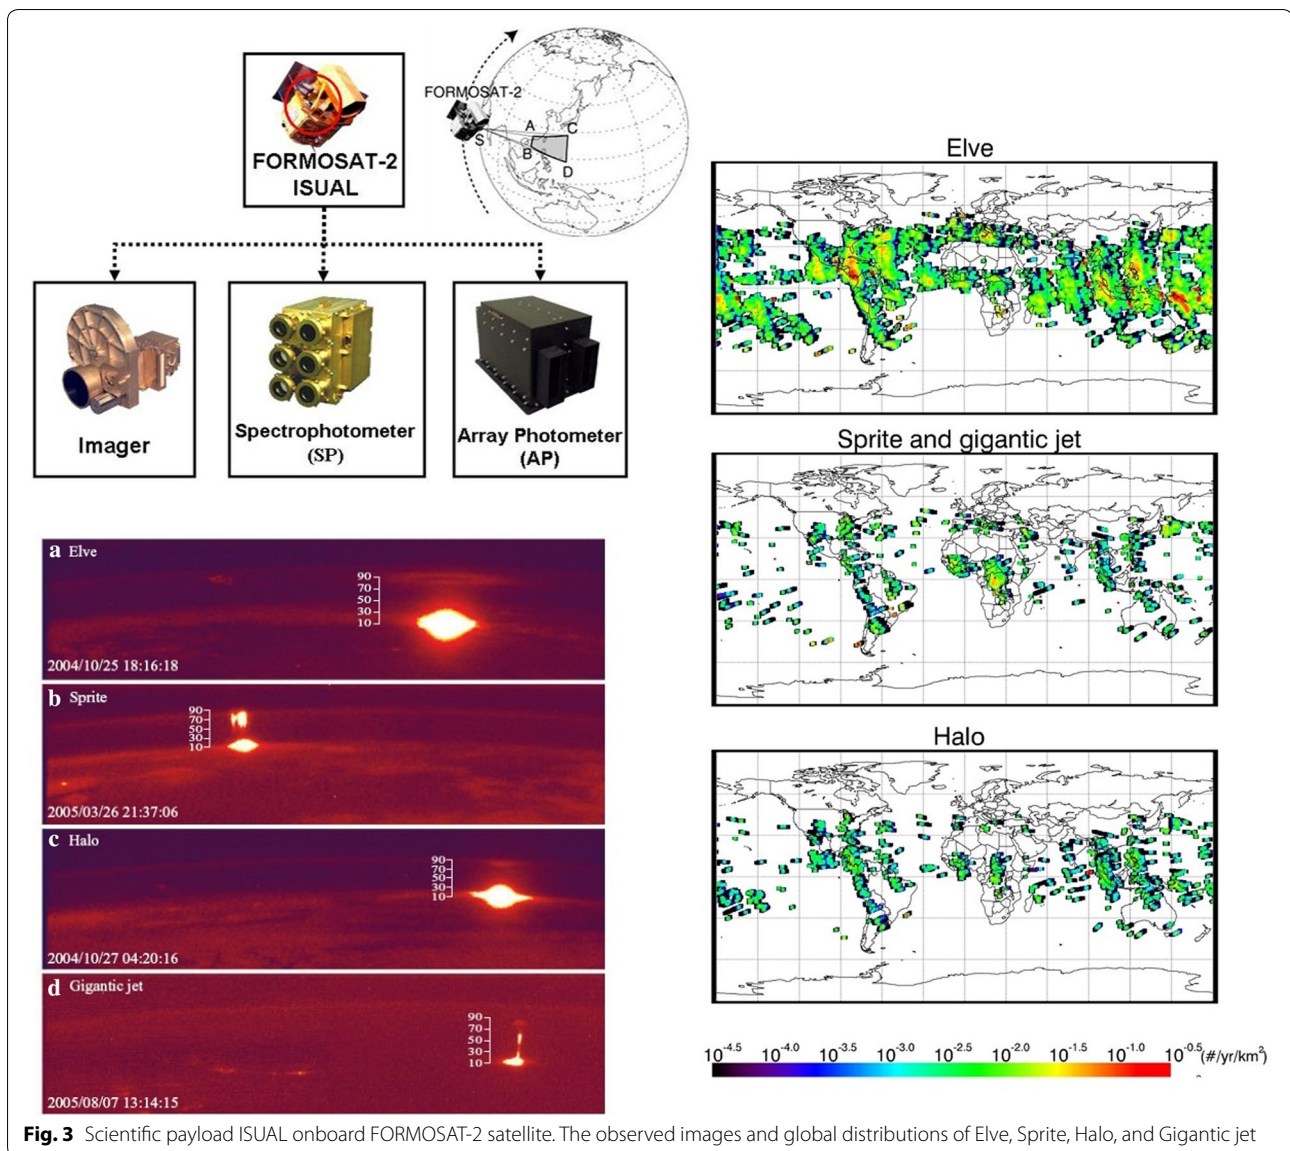 FORMOSAT-2
ISUAL
FORMOSAT-2
S
A
B
C
D
Imager
Spectrophotometer
(SP)
Array Photometer
(AP)
a Elve
90
70
50
30
10
2004/10/25 18:16:18
b Sprite
90
70
50
30
10
2005/03/26 21:37:06
c Halo
90
70
50
30
10
2004/10/27 04:20:16
d Gigantic jet
90
70
50
30
10
2005/08/07 13:14:15
Elve
Sprite and gigantic jet
Halo
10^-4.5 10^-4.0 10^-3.5 10^-3.0 10^-2.5 10^-2.0 10^-1.5 10^-1.0 10^-0.5 (#/yr/km²)
Fig. 3 Scientific payload ISUAL onboard FORMOSAT-2 satellite. The observed images and global distributions of Elve, Sprite, Halo, and Gigantic jet